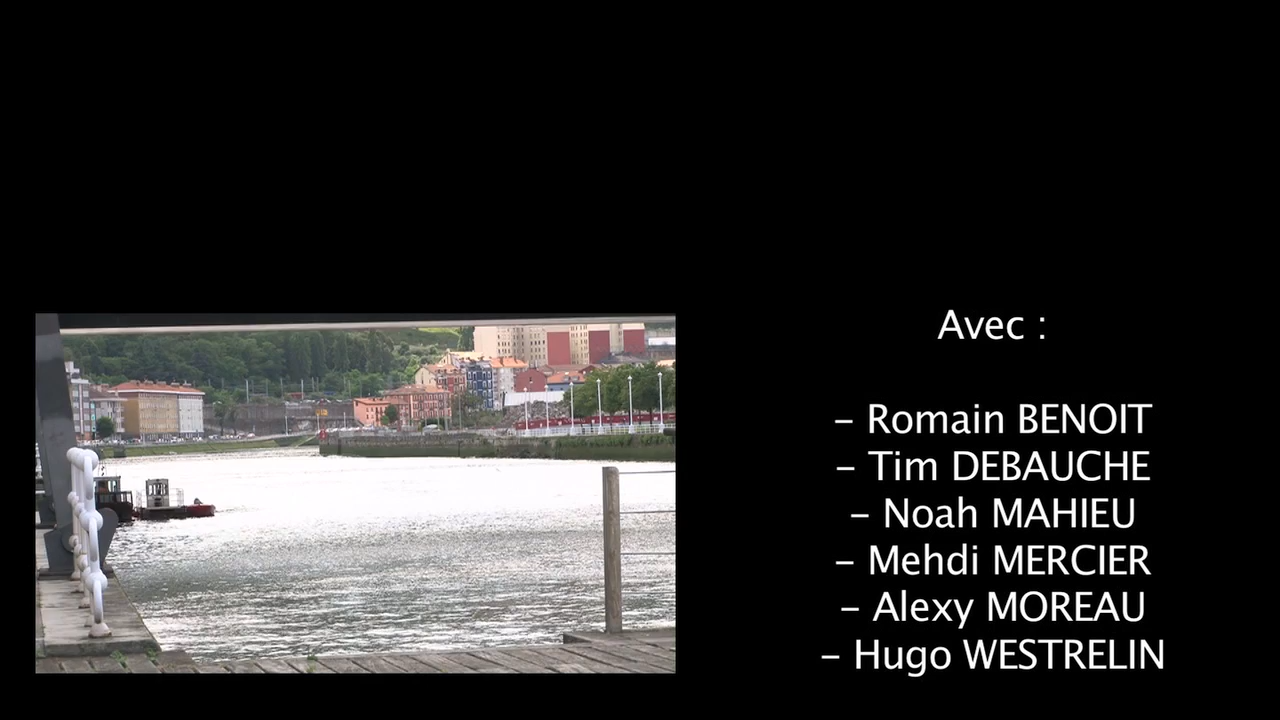 Avec :
– Romain BENOIT
– Tim DEBAUCHE
– Noah MAHIEU
– Mehdi MERCIER
– Alexy MOREAU
– Hugo WESTRELIN